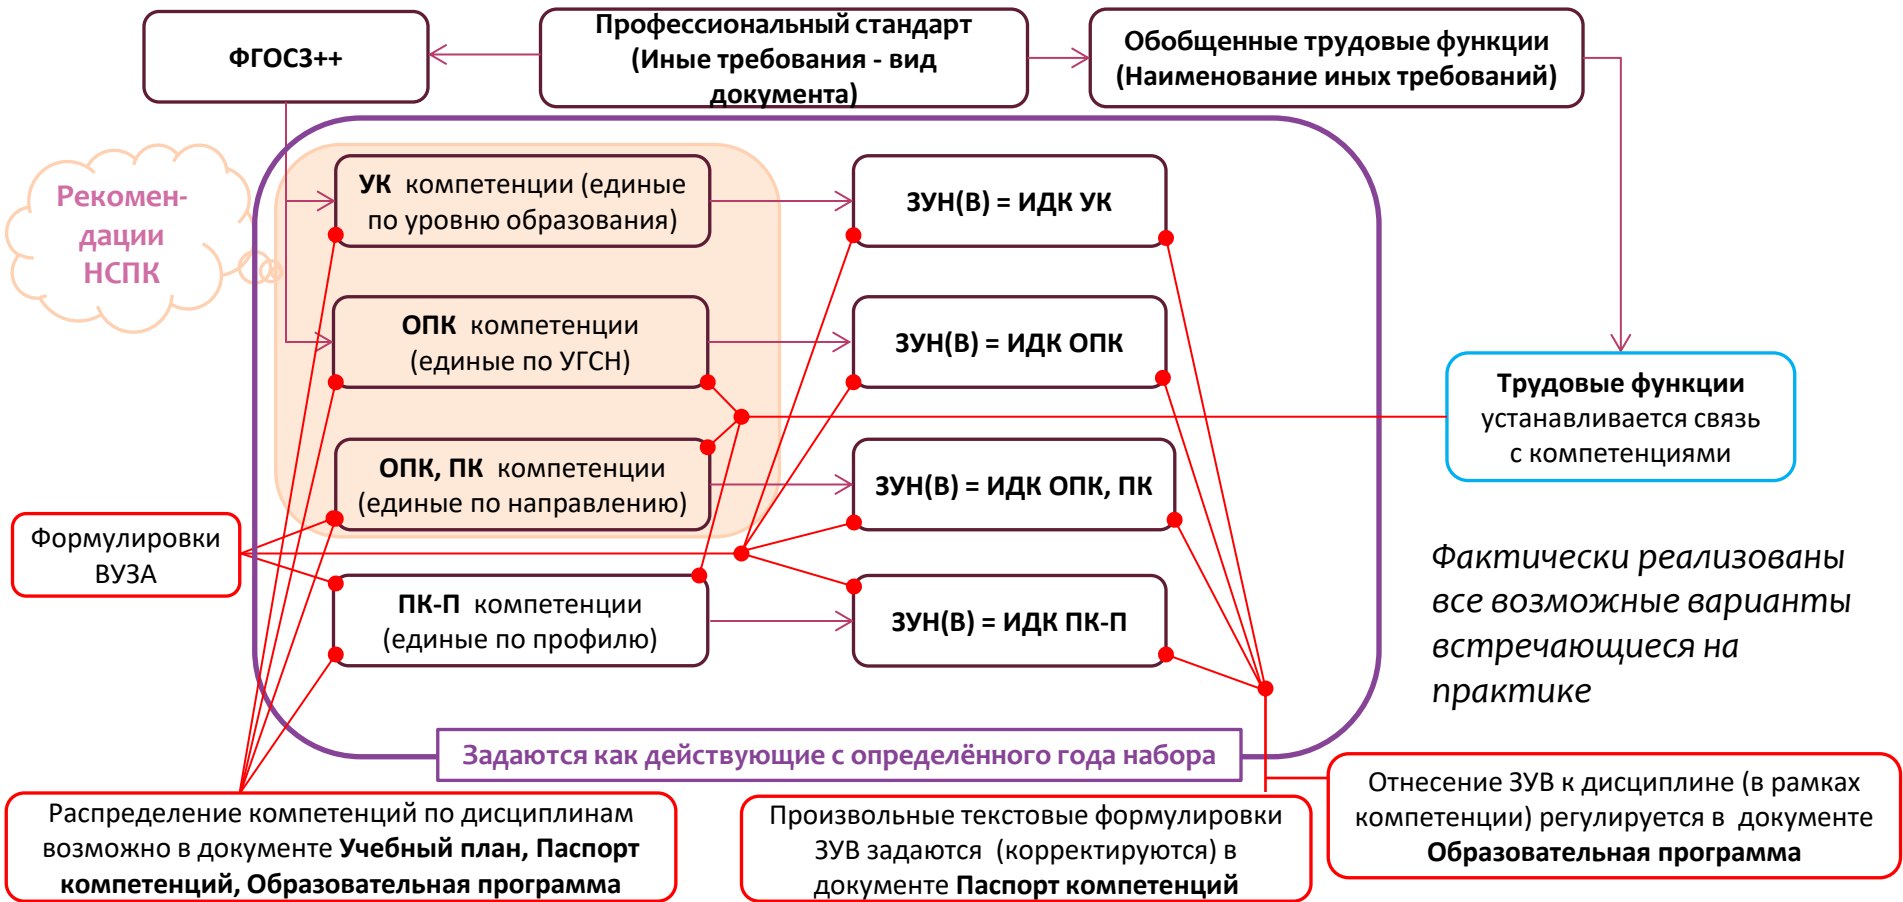 ФГОС3++
Профессиональный стандарт
(Иные требования - вид
документа)
Обобщенные трудовые функции
(Наименование иных требований)
Рекомен-
дации
НСПК
УК компетенции (единые
по уровню образования)
ЗУН(В) = ИДК УК
ОПК компетенции
(единые по УГСН)
ЗУН(В) = ИДК ОПК
Трудовые функции
устанавливается связь
с компетенциями
ОПК, ПК компетенции
(единые по направлению)
ЗУН(В) = ИДК ОПК, ПК
Формулировки
ВУЗА
ПК-П компетенции
(единые по профилю)
ЗУН(В) = ИДК ПК-П
Фактически реализованы
все возможные варианты
встречающиеся на
практике
Задаются как действующие с определённого года набора
Распределение компетенций по дисциплинам
возможно в документе Учебный план, Паспорт
компетенций, Образовательная программа
Произвольные текстовые формулировки
ЗУВ задаются (корректируются) в
документе Паспорт компетенций
Отнесение ЗУВ к дисциплине (в рамках
компетенции) регулируется в документе
Образовательная программа